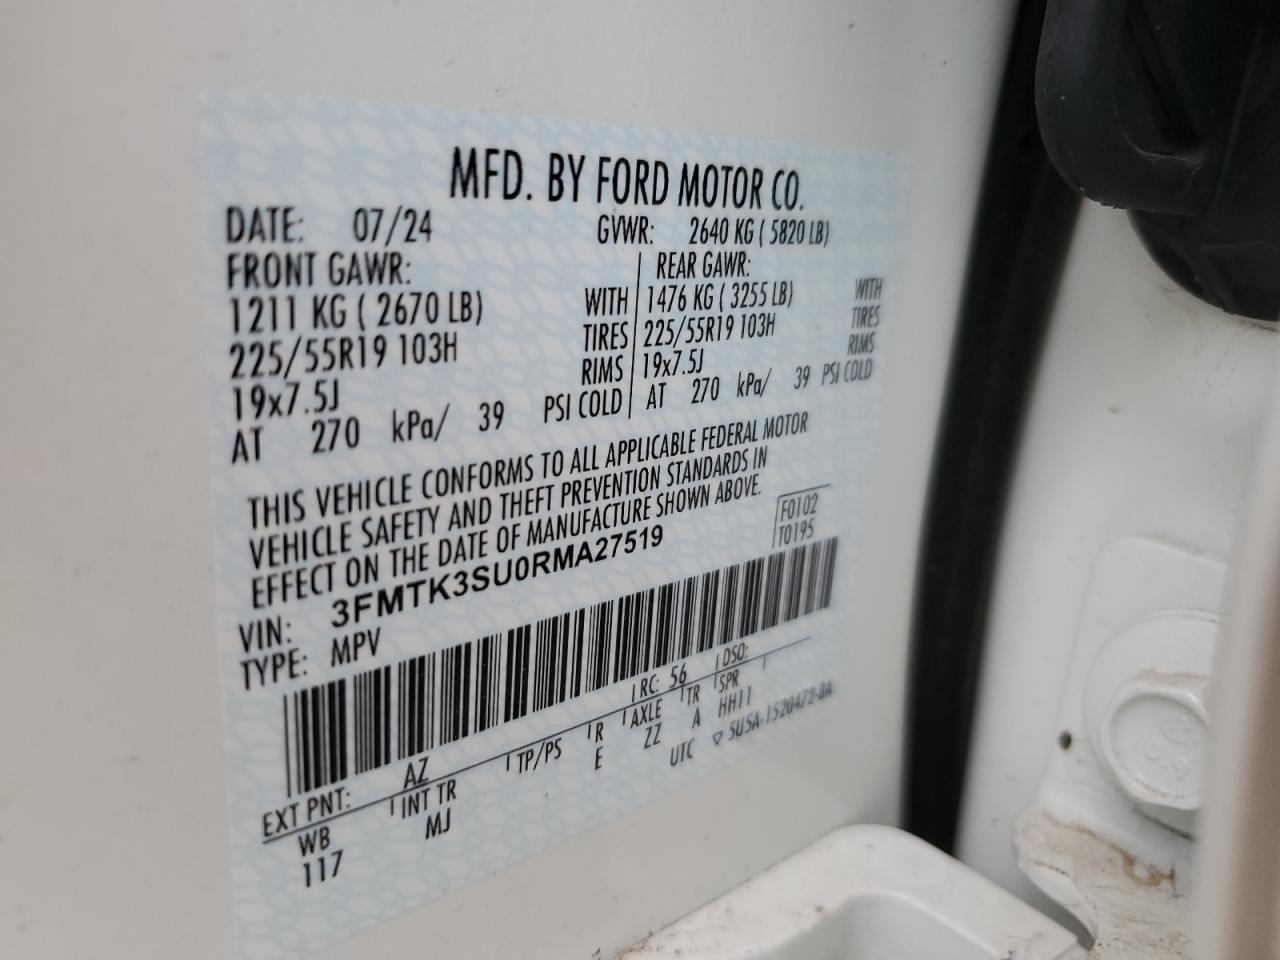 MFD. BY FORD MOTOR CO.
DATE: 07/24 GVWR: 2640 KG ( 5820 LB)
FRONT GAWR: REAR GAWR:
1211 KG ( 2670 LB) WITH 1476 KG ( 3255 LB) WITH
225/55R19 103H TIRES 225/55R19 103H TIRES
19x7.5J RIMS 19x7.5J RIMS
AT 270 kPa/ 39 PSI COLD AT 270 kPa/ 39 PSI COLD
THIS VEHICLE CONFORMS TO ALL APPLICABLE FEDERAL MOTOR
VEHICLE SAFETY AND THEFT PREVENTION STANDARDS IN
EFFECT ON THE DATE OF MANUFACTURE SHOWN ABOVE.
F0102
T0195
VIN: 3FMTK3SU0RMA27519
TYPE: MPV
EXT PNT: AZ RC: 56 DSO:
WB INT TR TP/PS R AXLE TR SPR
117 MJ E ZZ A HH11
UTC ▽ 5U5A-1520472-BA